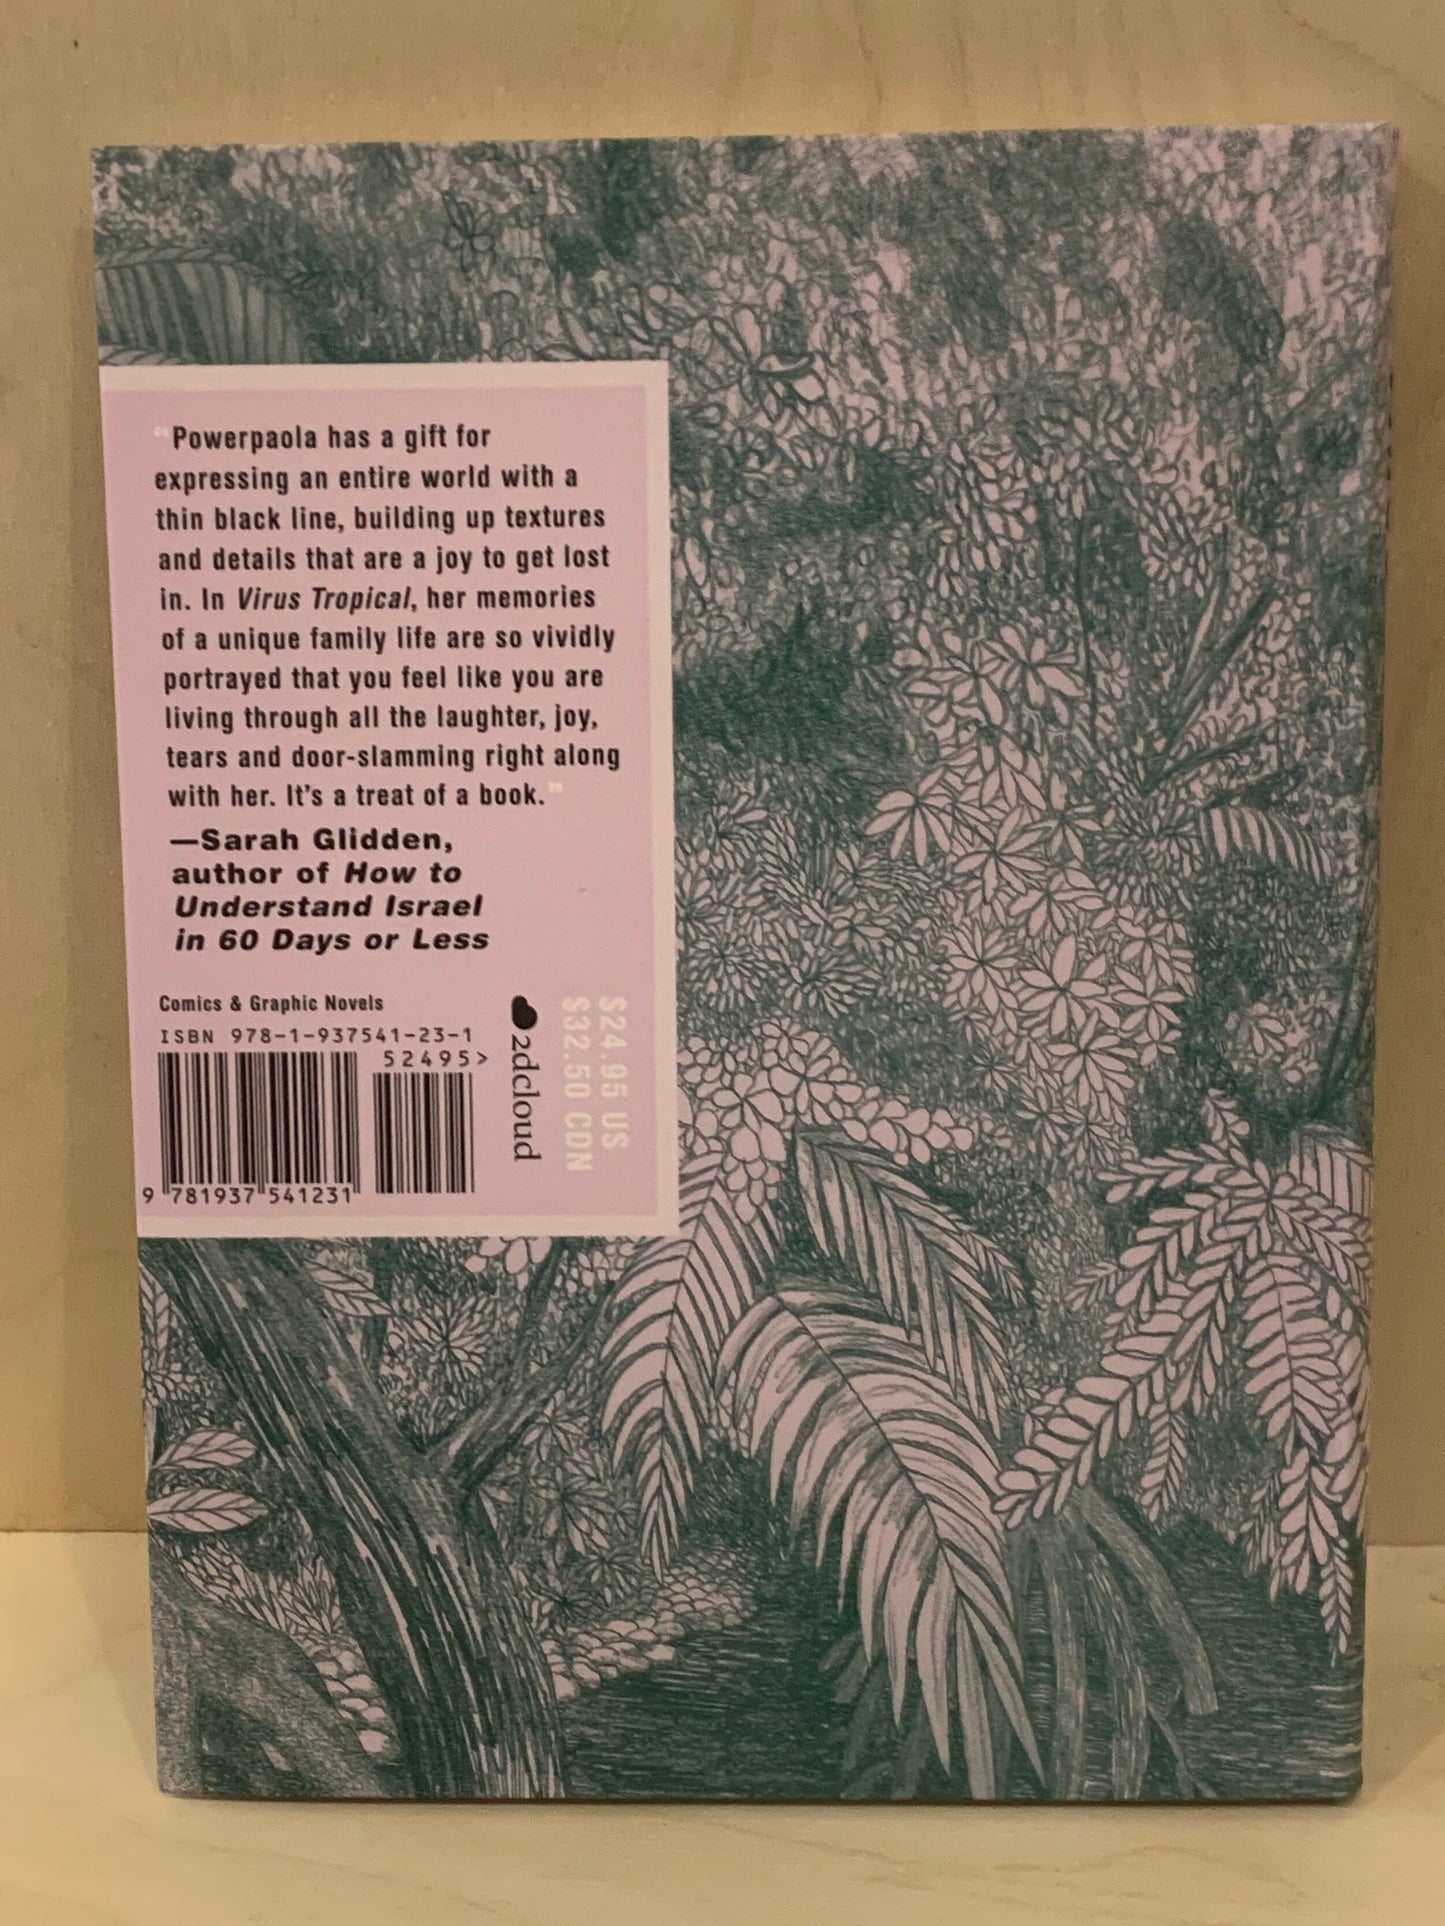 “Powerpaola has a gift for
expressing an entire world with a
thin black line, building up textures
and details that are a joy to get lost
in. In Virus Tropical, her memories
of a unique family life are so vividly
portrayed that you feel like you are
living through all the laughter, joy,
tears and door-slamming right along
with her. It's a treat of a book.”
—Sarah Glidden,
author of How to
Understand Israel
in 60 Days or Less
Comics & Graphic Novels
ISBN 978-1-937541-23-1
52495>
9 781937 541231
2dcloud
$24.95 US
$32.50 CDN